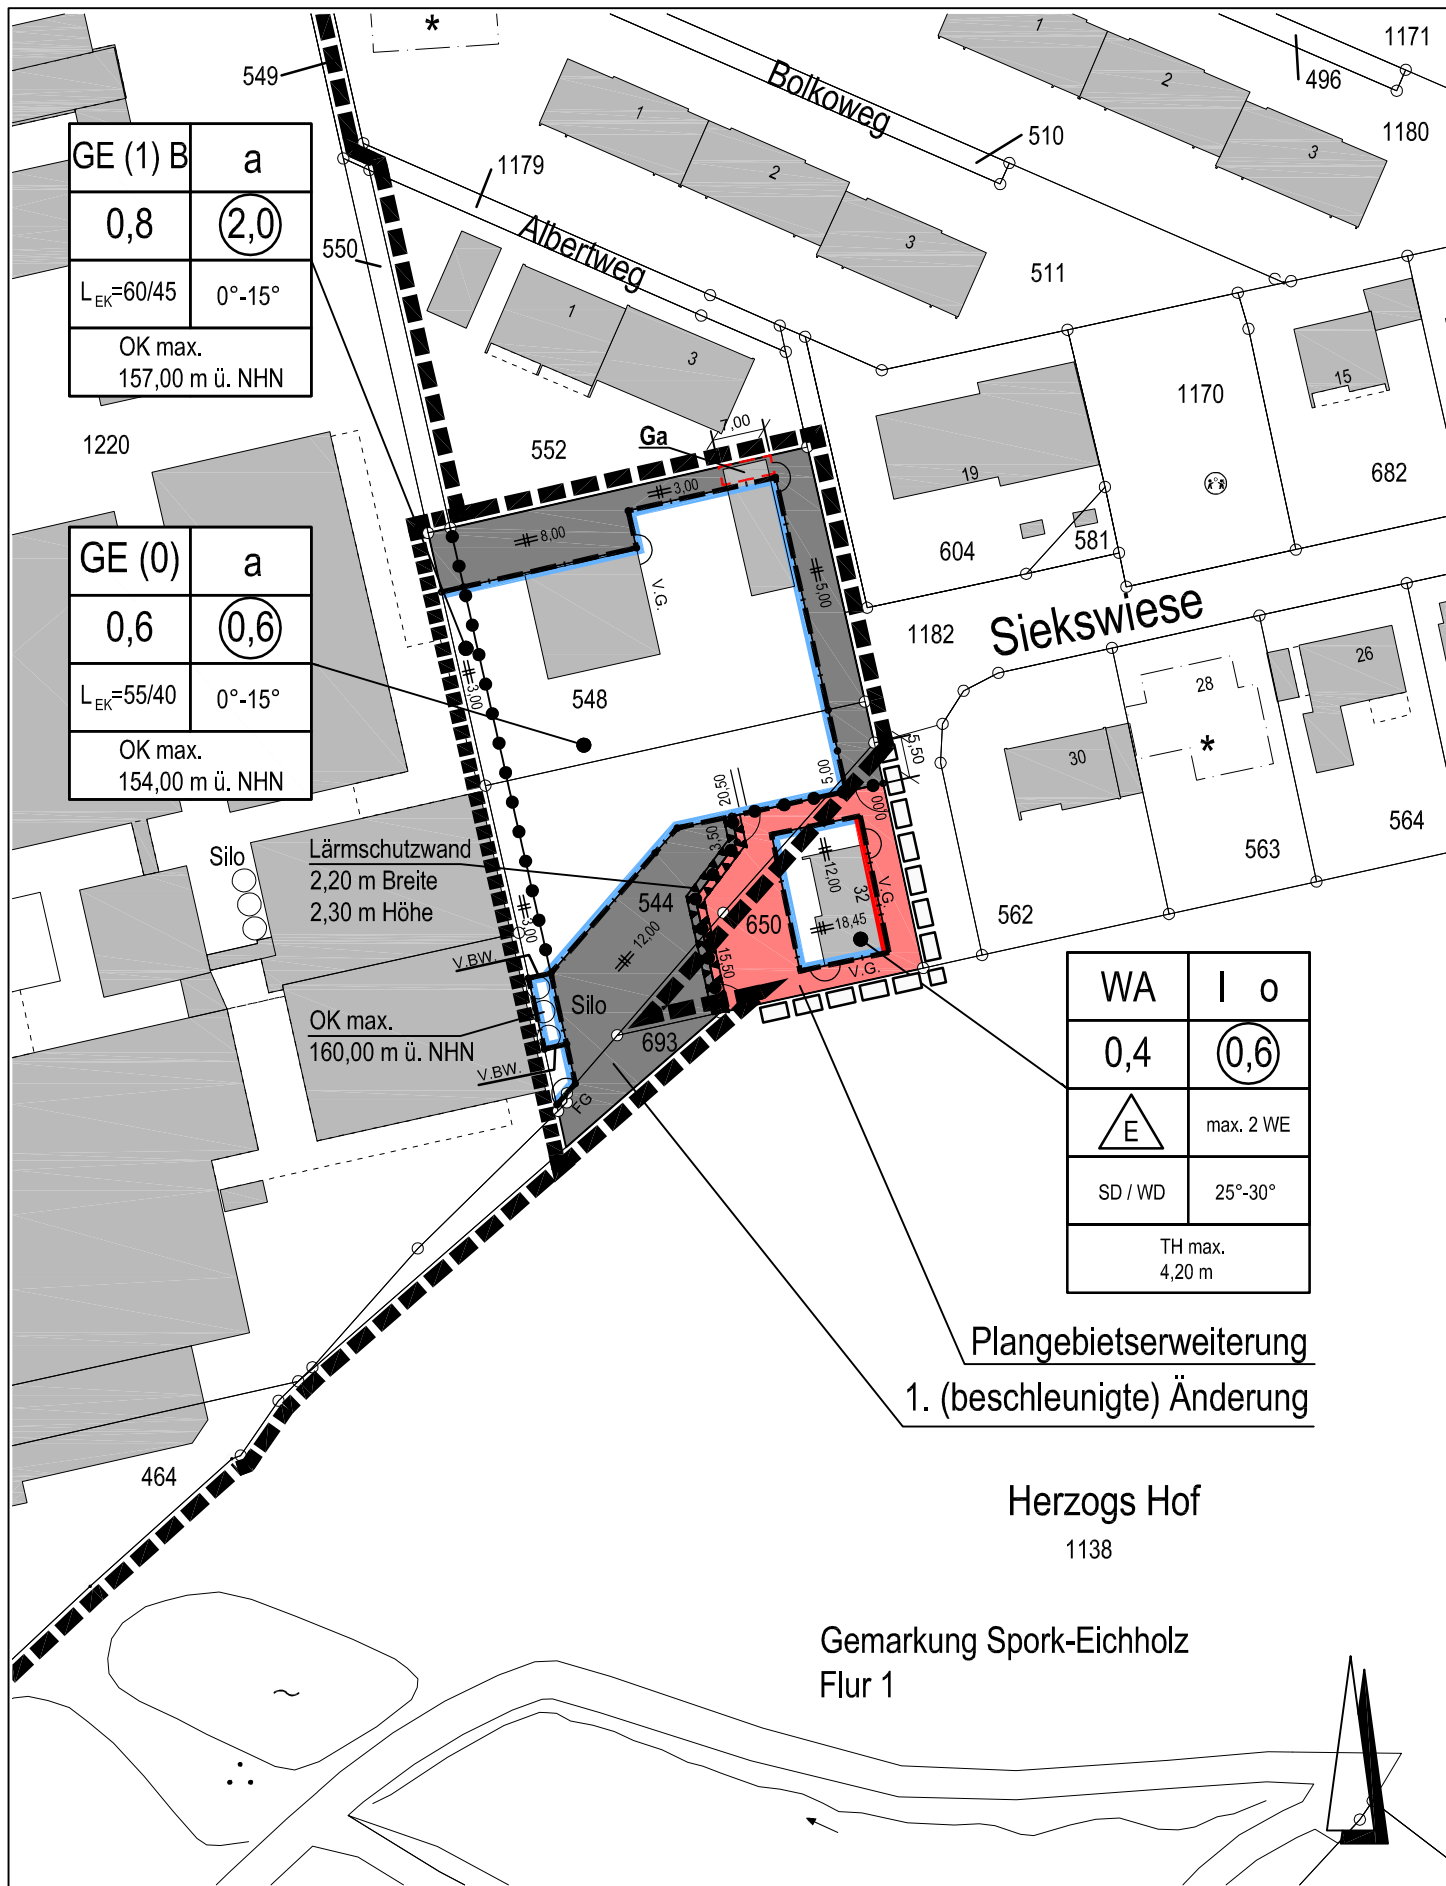 *
549
1171
496
Bolkoweg
1
2
3
1180
510
1
2
3
GE (1) B a
0,8 2,0
LEK=60/45 0°-15°
OK max.
157,00 m ü. NHN
1179
Albertweg
550
511
1
3
15
1170
1220
552
Ga
7,00
19
682
3,00
8,00
604
581
V.G.
5,00
GE (0) a
0,6 0,6
LEK=55/40 0°-15°
OK max.
154,00 m ü. NHN
1182
Siekswiese
3,00
548
28
26
*
30
5,50
5,00
20,50
3,50
564
563
Silo
Lärmschutzwand
2,20 m Breite
2,30 m Höhe
12,00
32
V.G.
544
650
18,45
562
3,00
12,00
15,50
V.G.
V.BW.
Silo
OK max.
160,00 m ü. NHN
693
V.BW.
FG
WA I o
0,4 0,6
E max. 2 WE
SD / WD 25°-30°
TH max.
4,20 m
Plangebietserweiterung
1. (beschleunigte) Änderung
464
Herzogs Hof
1138
Gemarkung Spork-Eichholz
Flur 1